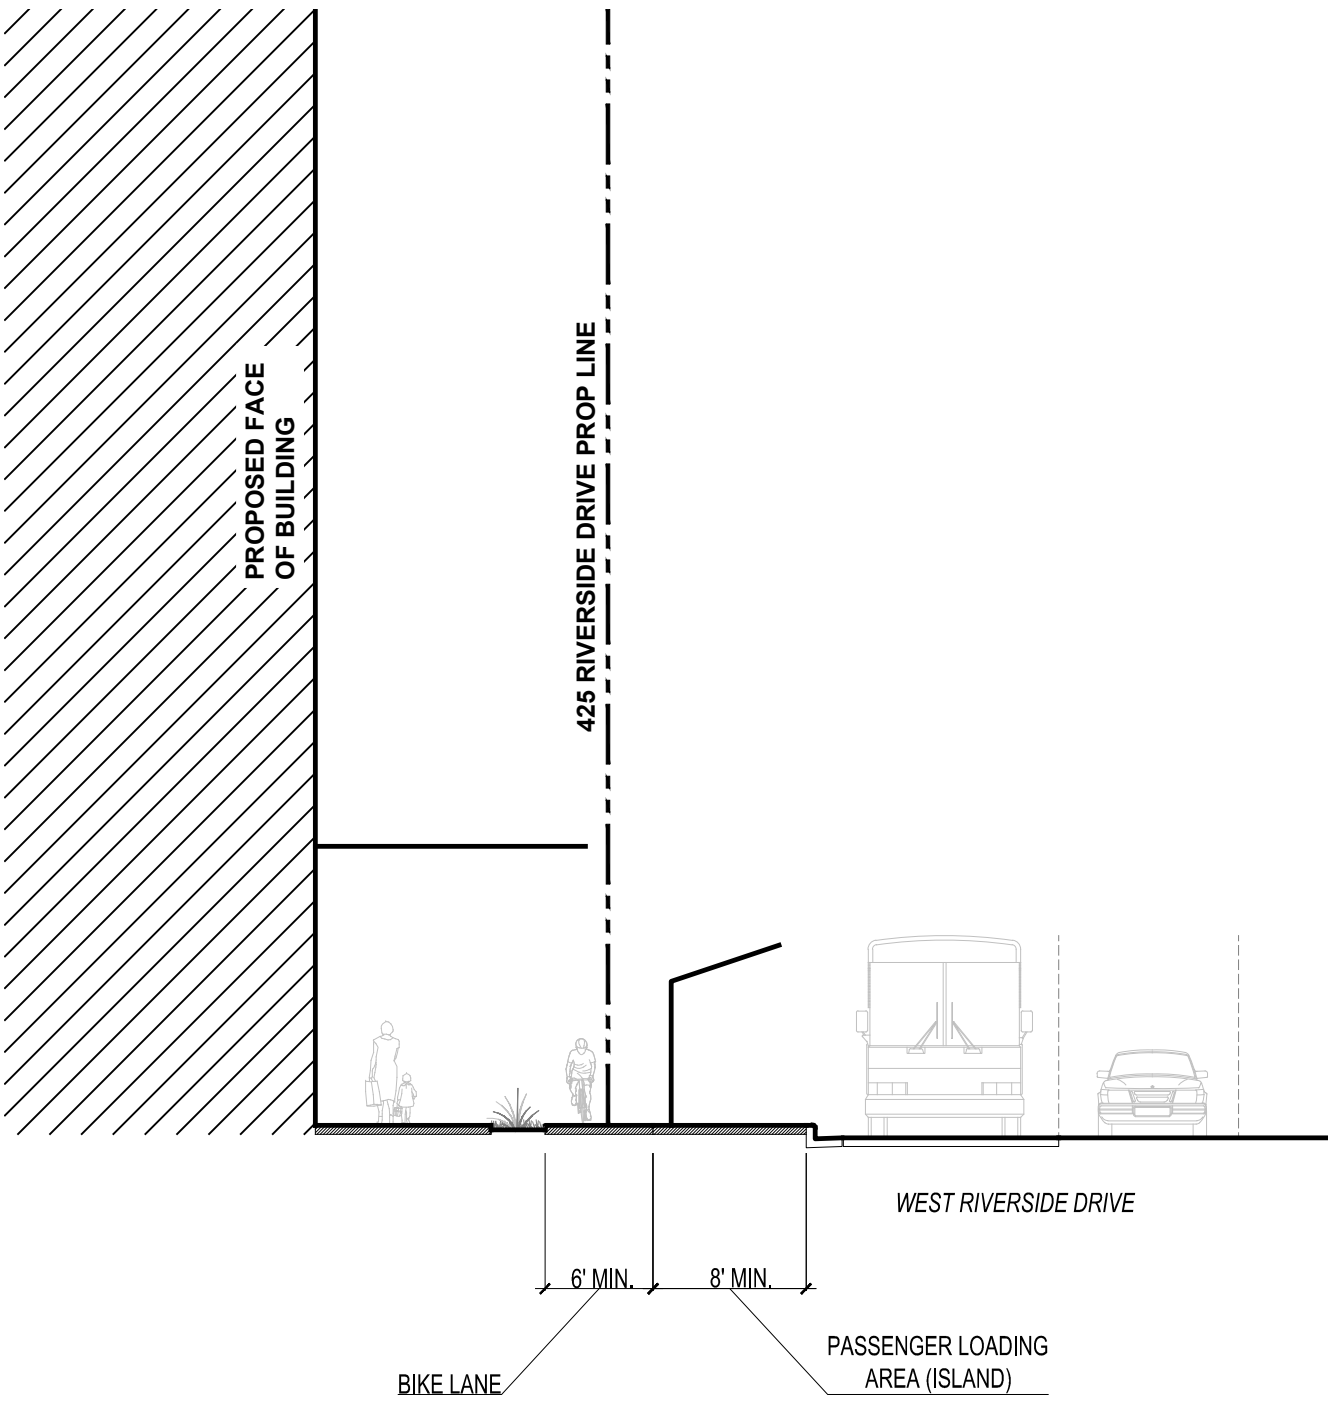 PROPOSED FACE
OF BUILDING
425 RIVERSIDE DRIVE PROP LINE
WEST RIVERSIDE DRIVE
6' MIN.
8' MIN.
BIKE LANE
PASSENGER LOADING
AREA (ISLAND)